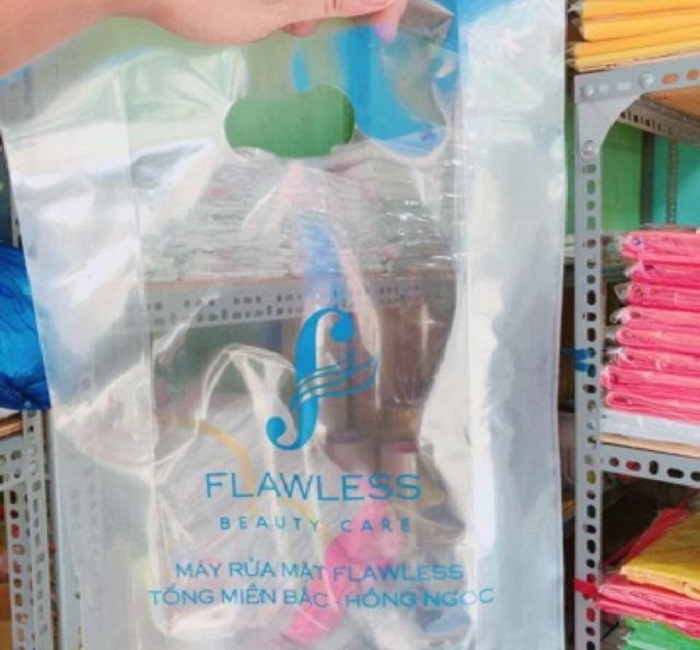 FLAWLESS
BEAUTY CARE
MÁY RỬA MẶT FLAWLESS
TỔNG MIỀN BẮC - HỒNG NGỌC